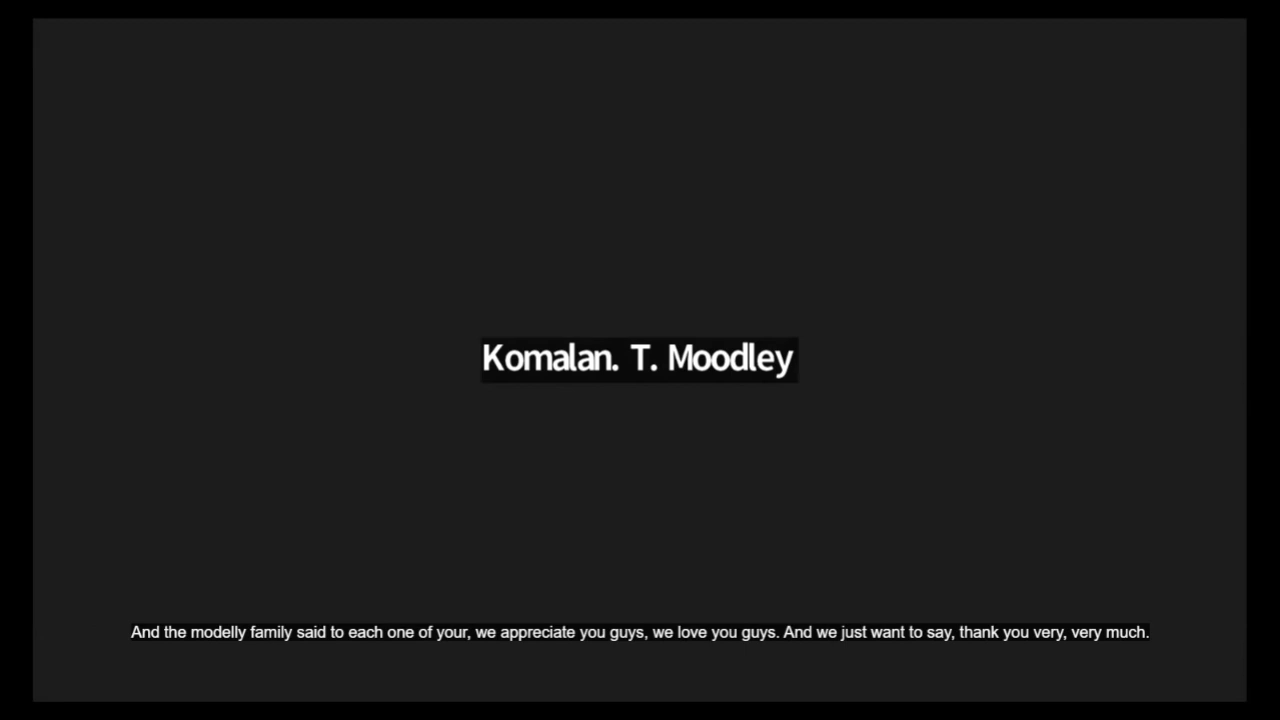 Komalan. T. Moodley
And the modelly family said to each one of your, we appreciate you guys, we love you guys. And we just want to say, thank you very, very much.